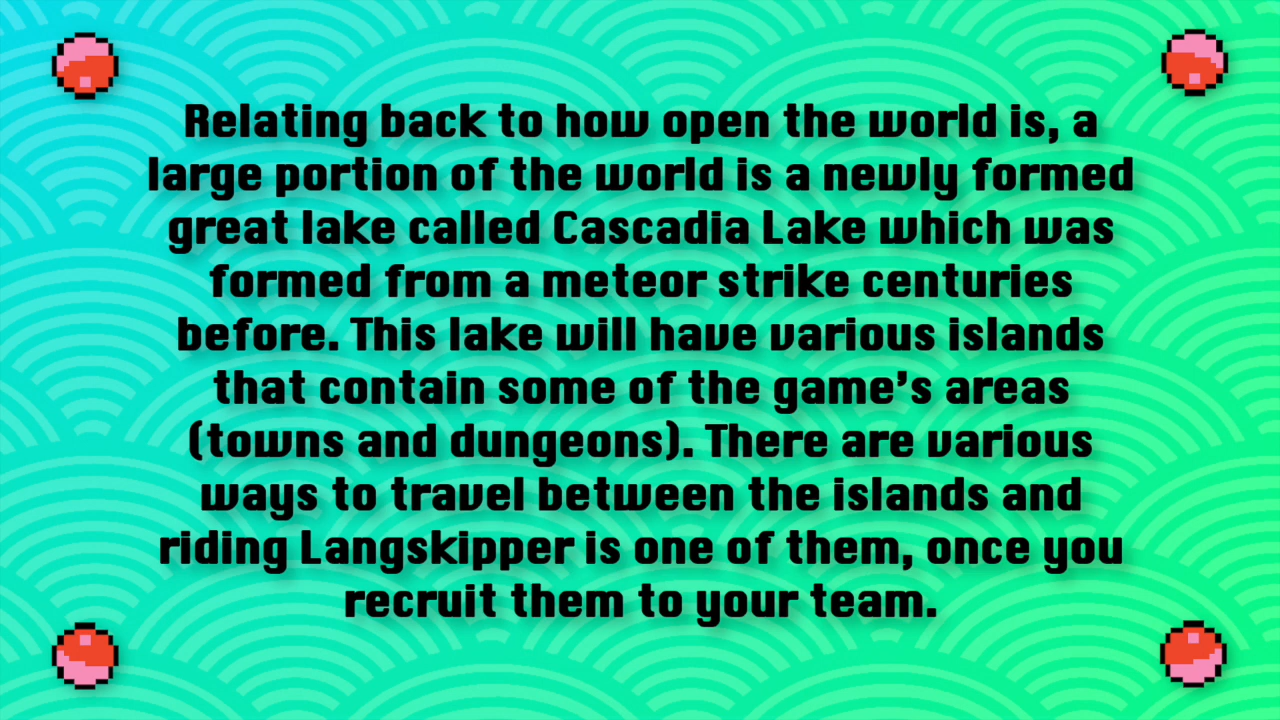 Relating back to how open the world is, a
large portion of the world is a newly formed
great lake called Cascadia Lake which was
formed from a meteor strike centuries
before. This lake will have various islands
that contain some of the game's areas
(towns and dungeons). There are various
ways to travel between the islands and
riding Langskipper is one of them, once you
recruit them to your team.